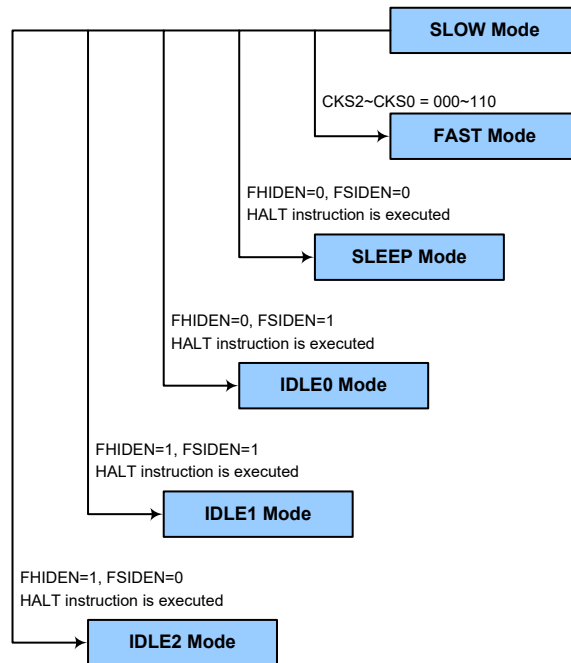 SLOW Mode
CKS2~CKS0 = 000~110
FAST Mode
FHIDEN=0, FSIDEN=0
HALT instruction is executed
SLEEP Mode
FHIDEN=0, FSIDEN=1
HALT instruction is executed
IDLE0 Mode
FHIDEN=1, FSIDEN=1
HALT instruction is executed
IDLE1 Mode
FHIDEN=1, FSIDEN=0
HALT instruction is executed
IDLE2 Mode